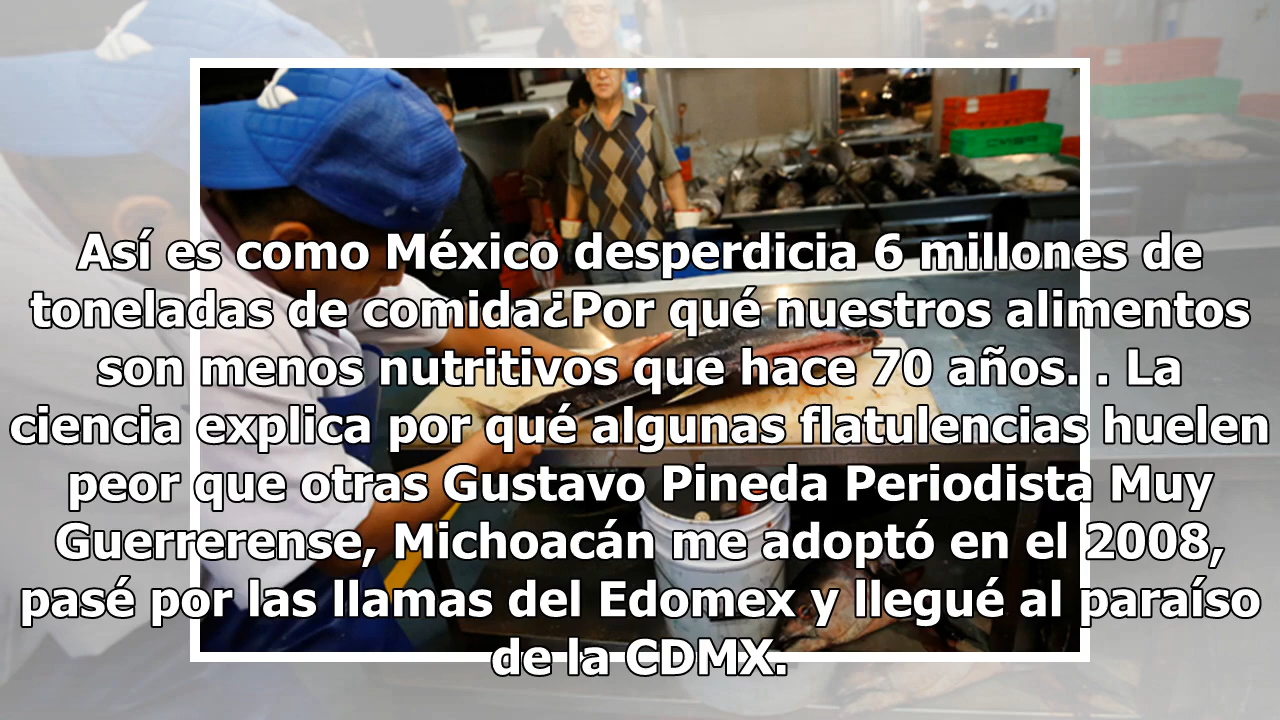 Así es como México desperdicia 6 millones de
toneladas de comida¿Por qué nuestros alimentos
son menos nutritivos que hace 70 años. . La
ciencia explica por qué algunas flatulencias huelen
peor que otras Gustavo Pineda Periodista Muy
Guerrerense, Michoacán me adoptó en el 2008,
pasé por las llamas del Edomex y llegué al paraíso
de la CDMX.